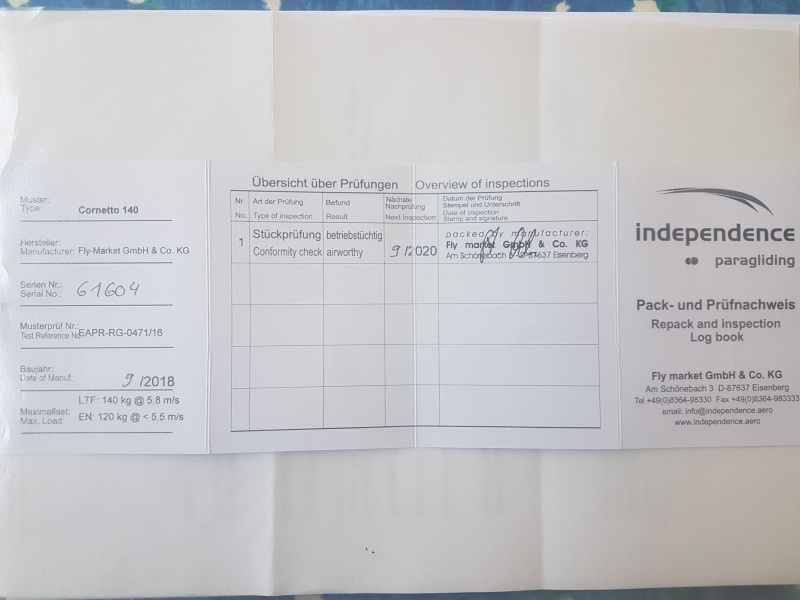 Muster:
Type: Cornetto 140
Hersteller:
Manufacturer: Fly-Market GmbH & Co. KG
Serien Nr.:
Serial No.: 61604
Musterprüf Nr.:
Test Reference No. EAPR-RG-0471/16
Baujahr:
Date of Manuf.: 9/2018
Maximallast: LTF: 140 kg @ 5,8 m/s
Max. Load: EN: 120 kg @ < 5,5 m/s
Übersicht über Prüfungen Overview of inspections
Nr. Art der Prüfung Befund Nächste Nachprüfung Datum der Prüfung Stempel und Unterschrift
No. Type of inspection Result Next inspection Date of inspection Stamp and signature
1 Stückprüfung betriebstüchtig
Conformity check airworthy 9/2020
packed by manufacturer:
Fly market GmbH & Co. KG
Am Schönebach 3 D-87637 Eisenberg
independence
paragliding
Pack- und Prüfnachweis
Repack and inspection
Log book
Fly market GmbH & Co. KG
Am Schönebach 3 D-87637 Eisenberg
Tel +49(0)8364-98330 Fax +49(0)8364-983333
email: info@independence.aero
www.independence.aero